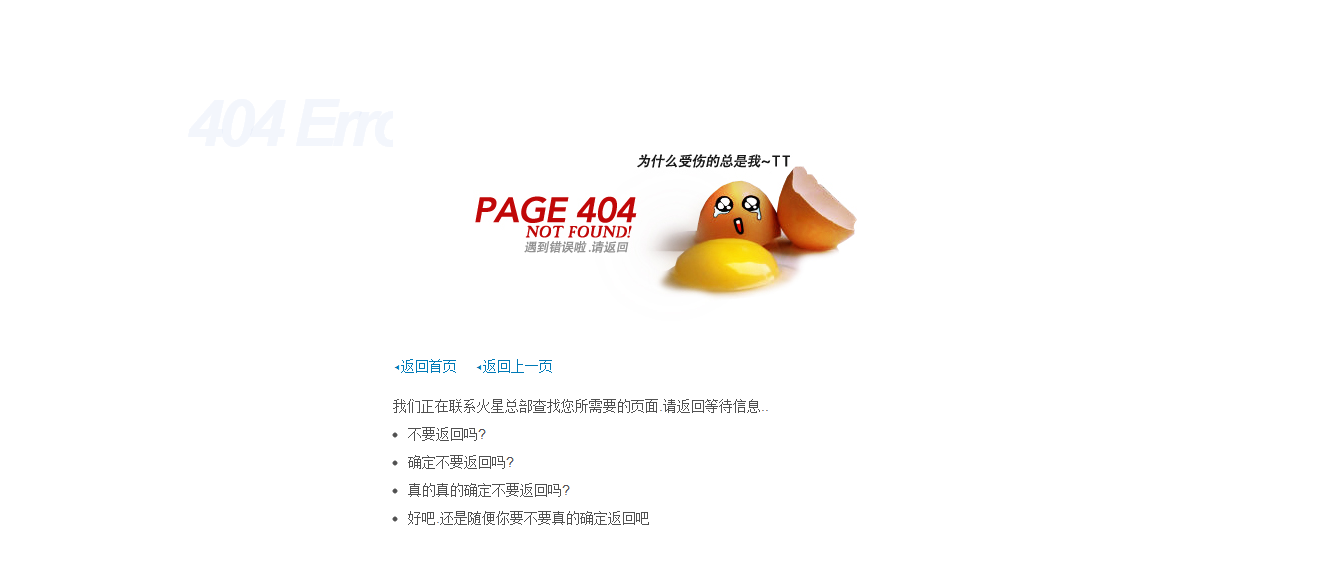 404 Erro
为什么受伤的总是我~TT
PAGE 404
NOT FOUND!
遇到错误啦 .请返回
返回首页 返回上一页
我们正在联系火星总部查找您所需要的页面.请返回等待信息..
不要返回吗?
确定不要返回吗?
真的真的确定不要返回吗?
好吧.还是随便你要不要真的确定返回吧